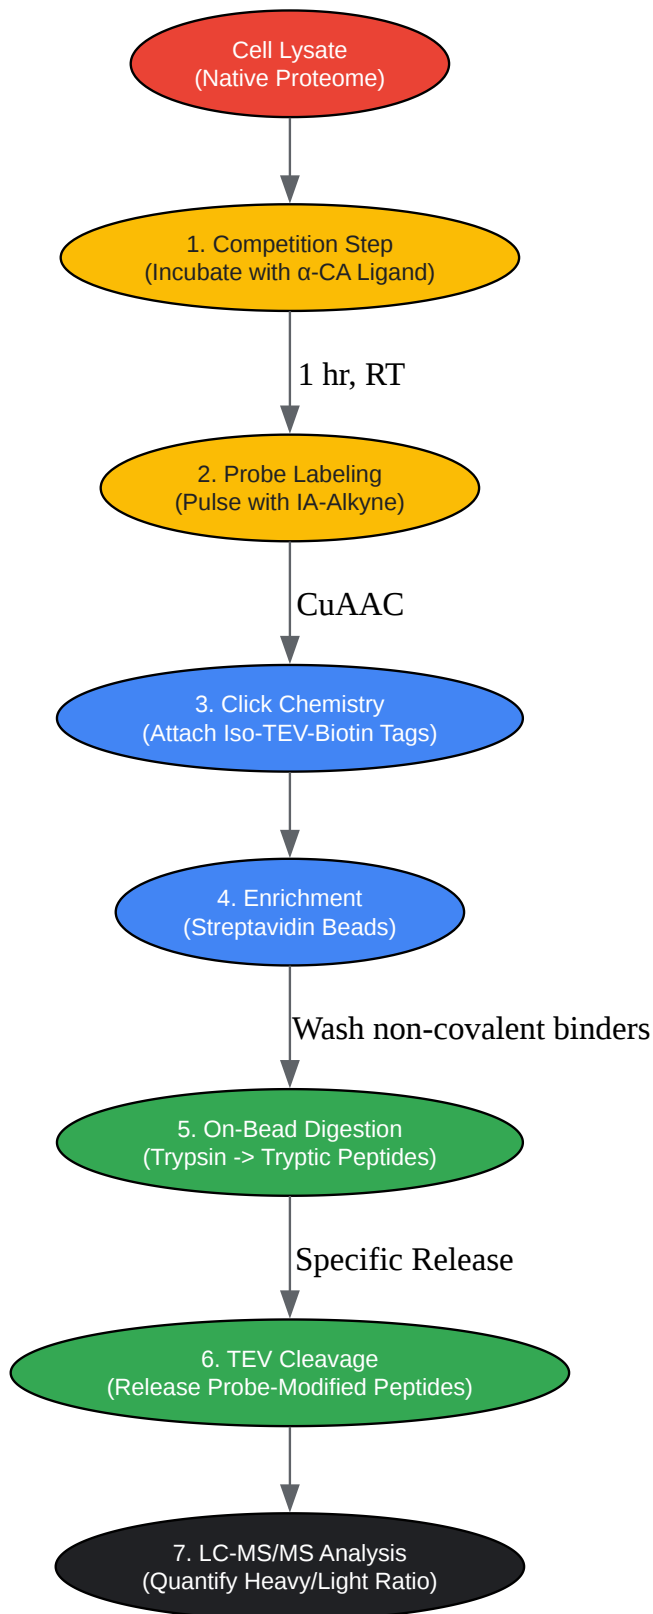 Cell Lysate
(Native Proteome)
1. Competition Step
(Incubate with α-CA Ligand)
1 hr, RT
2. Probe Labeling
(Pulse with IA-Alkyne)
CuAAC
3. Click Chemistry
(Attach Iso-TEV-Biotin Tags)
4. Enrichment
(Streptavidin Beads)
Wash non-covalent binders
5. On-Bead Digestion
(Trypsin -> Tryptic Peptides)
Specific Release
6. TEV Cleavage
(Release Probe-Modified Peptides)
7. LC-MS/MS Analysis
(Quantify Heavy/Light Ratio)